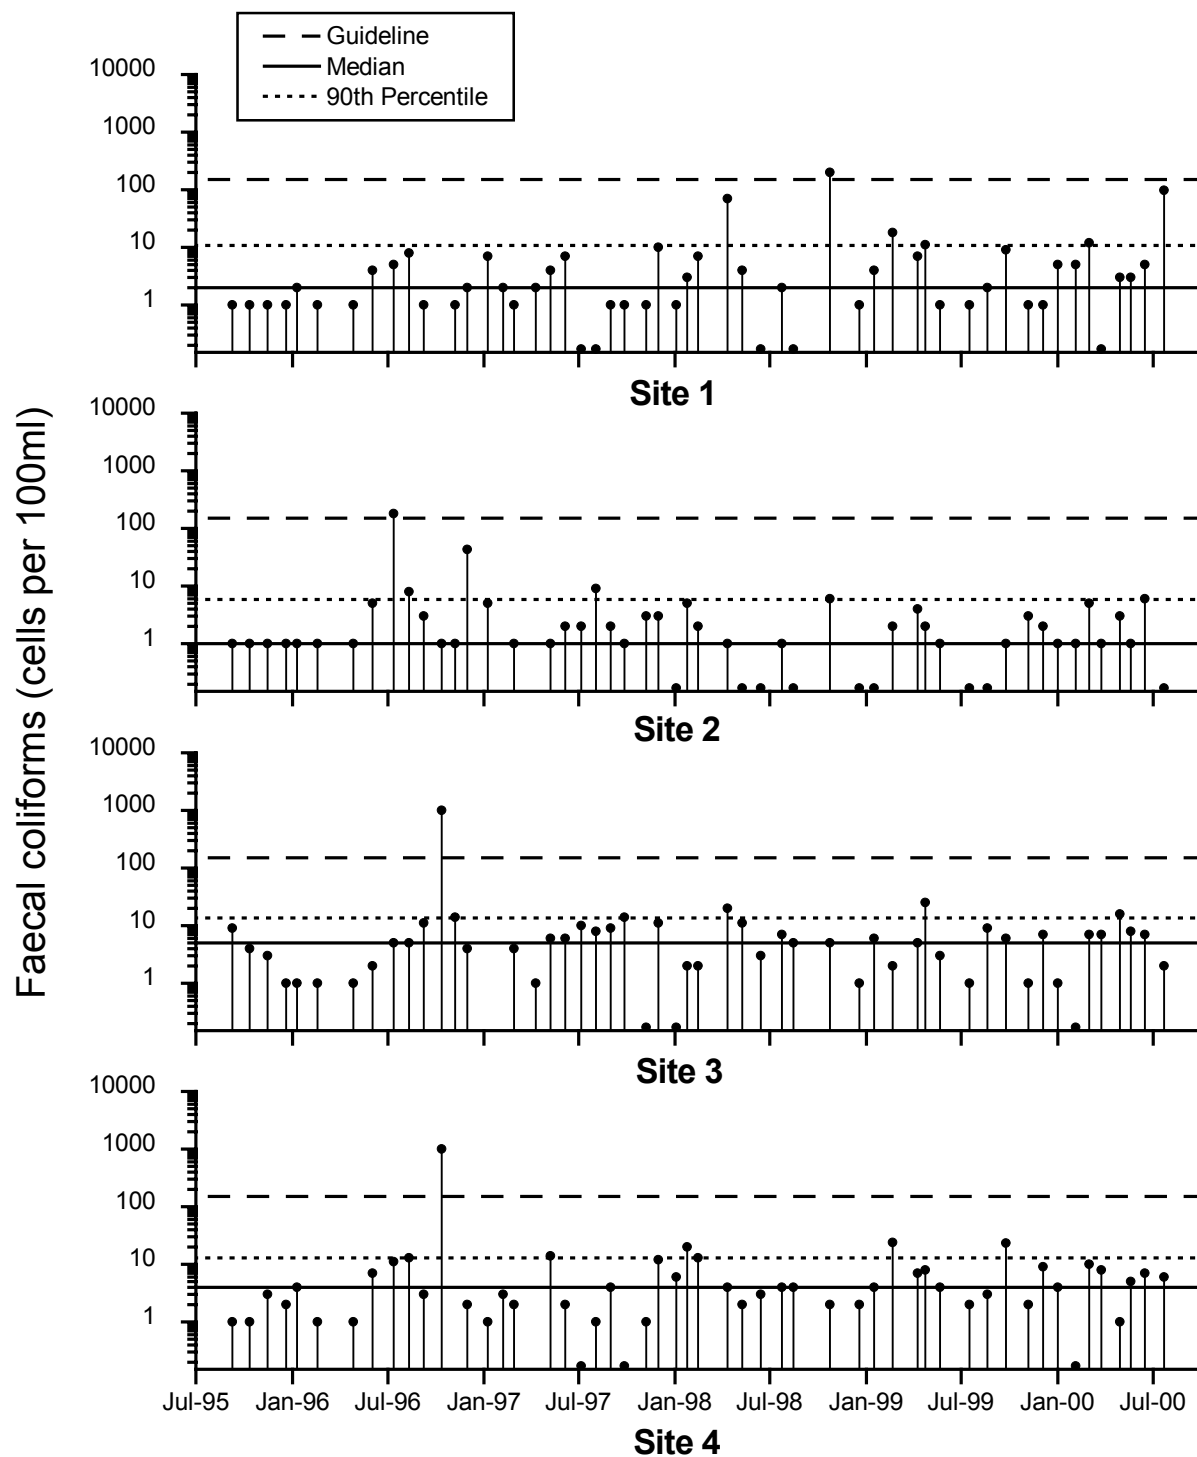 Guideline
Median
90th Percentile
10000
1000
100
10
1
Site 1
10000
1000
100
10
1
Site 2
10000
1000
100
10
1
Site 3
10000
1000
100
10
1
Jul-95 Jan-96 Jul-96 Jan-97 Jul-97 Jan-98 Jul-98 Jan-99 Jul-99 Jan-00 Jul-00
Site 4
Faecal coliforms (cells per 100ml)